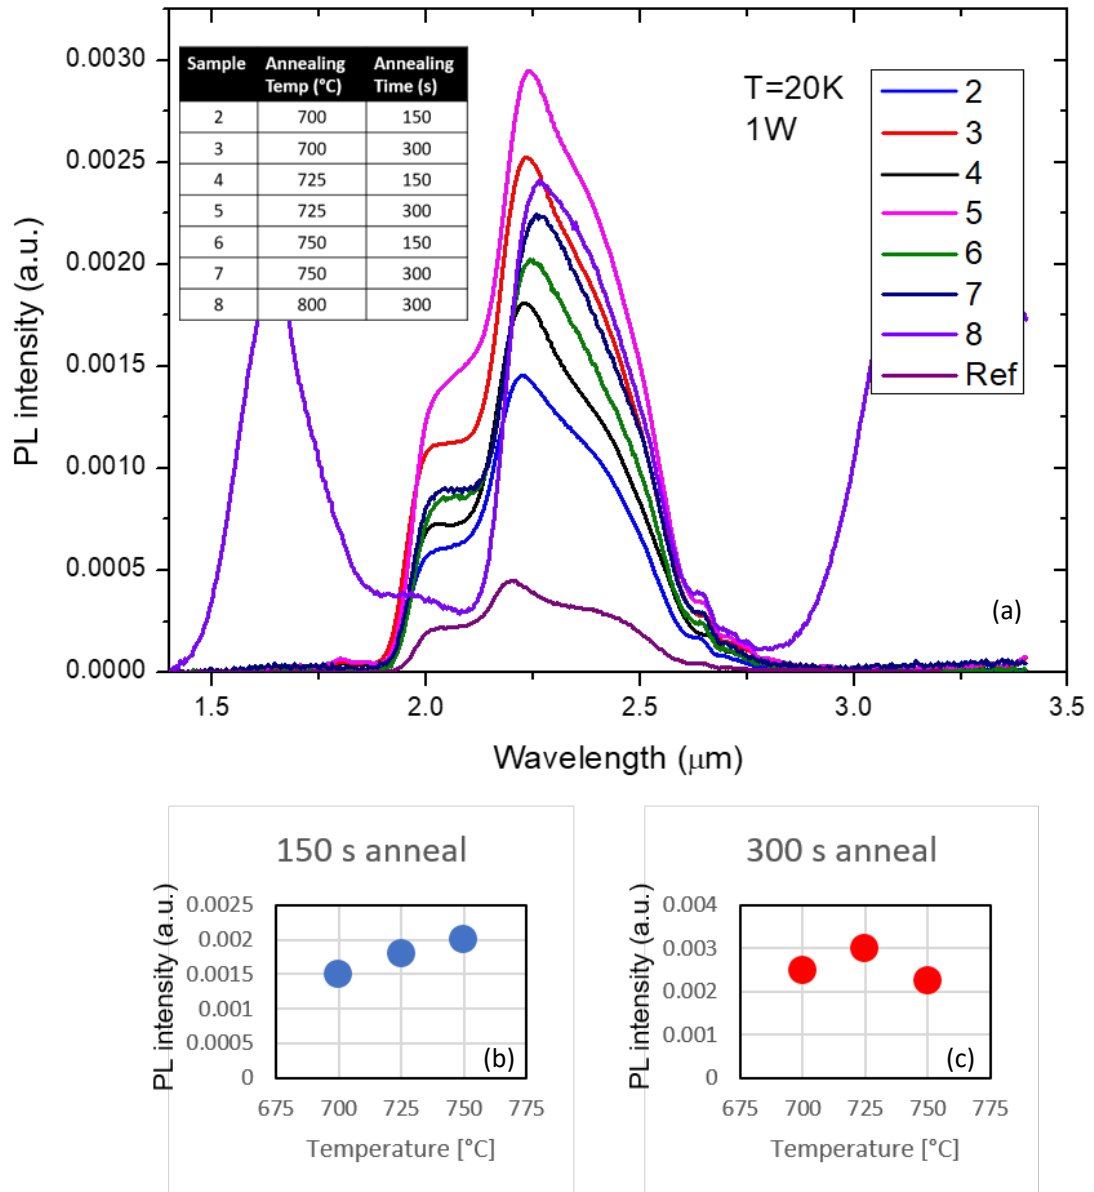 0.0030
0.0025
0.0020
0.0015
0.0010
0.0005
0.0000
PL intensity (a.u.)
Sample Annealing Temp (°C) Annealing Time (s)
2 700 150
3 700 300
4 725 150
5 725 300
6 750 150
7 750 300
8 800 300
T=20K
1W
2
3
4
5
6
7
8
Ref
(a)
1.5 2.0 2.5 3.0 3.5
Wavelength (μm)
150 s anneal
PL intensity (a.u.)
0.0025
0.002
0.0015
0.001
0.0005
0
(b)
675 700 725 750 775
Temperature [°C]
300 s anneal
PL intensity (a.u.)
0.004
0.003
0.002
0.001
0
(c)
675 700 725 750 775
Temperature [°C]